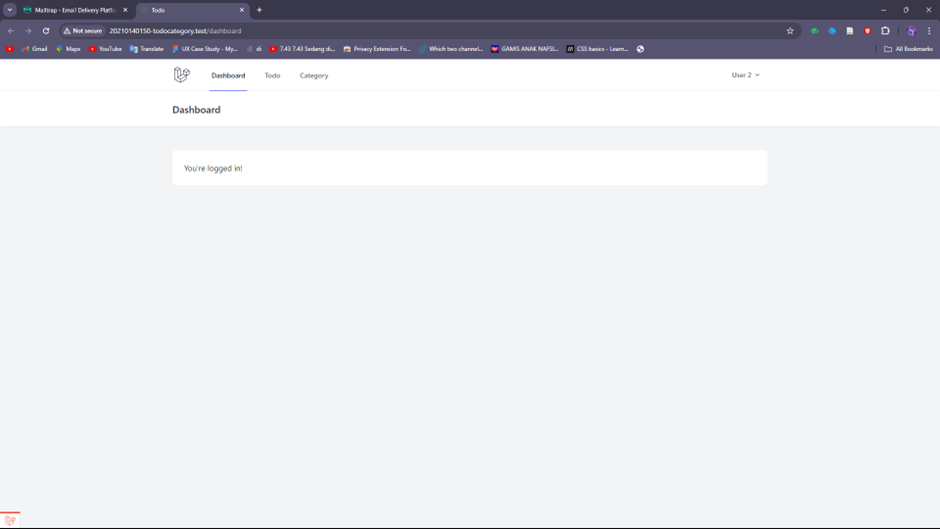 Mailtrap - Email Delivery Platfo
Todo
Not secure 20210140150-todocategory.test/dashboard
Gmail Maps YouTube Translate UX Case Study - My... di 7.43 7.43 Sedang di... Privacy Extension Fo... Which two channel... GAMIS ANAK NAFSI... CSS basics - Learn... All Bookmarks
Dashboard Todo Category User 2
Dashboard
You're logged in!